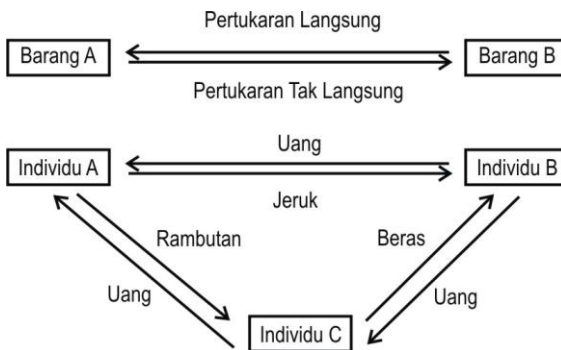 Pertukaran Langsung
Barang A
Barang B
Pertukaran Tak Langsung
Uang
Individu A
Individu B
Jeruk
Rambutan
Beras
Uang
Uang
Individu C